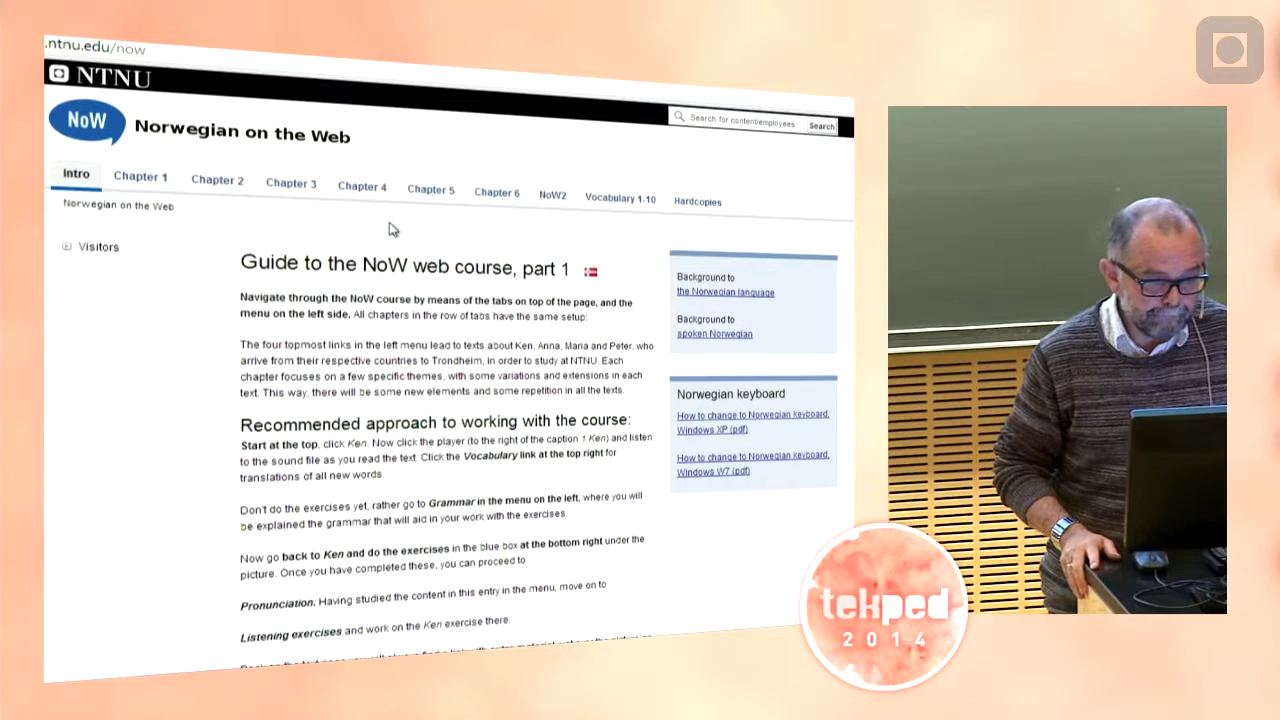 .ntnu.edu/now
NTNU
NoW
Norwegian on the Web
Search for content/employees
Search
Intro
Chapter 1
Chapter 2
Chapter 3
Chapter 4
Chapter 5
Chapter 6
NoW2
Vocabulary 1-10
Hardcopies
Norwegian on the Web
Visitors
Guide to the NoW web course, part 1
Navigate through the NoW course by means of the tabs on top of the page, and the
menu on the left side. All chapters in the row of tabs have the same setup:
The four topmost links in the left menu lead to texts about Ken, Anna, Maria and Peter, who
arrive from their respective countries to Trondheim, in order to study at NTNU. Each
chapter focuses on a few specific themes, with some variations and extensions in each
text. This way, there will be some new elements and some repetition in all the texts.
Recommended approach to working with the course:
Start at the top, click Ken. Now click the player (to the right of the caption 1 Ken) and listen
to the sound file as you read the text. Click the Vocabulary link at the top right for
translations of all new words.
Don't do the exercises yet, rather go to Grammar in the menu on the left, where you will
be explained the grammar that will aid in your work with the exercises.
Now go back to Ken and do the exercises in the blue box at the bottom right under the
picture. Once you have completed these, you can proceed to
Pronunciation. Having studied the content in this entry in the menu, move on to
Listening exercises and work on the Ken exercise there.
Background to
the Norwegian language
Background to
spoken Norwegian
Norwegian keyboard
How to change to Norwegian keyboard,
Windows XP (pdf)
How to change to Norwegian keyboard,
Windows W7 (pdf)
tekped
2014